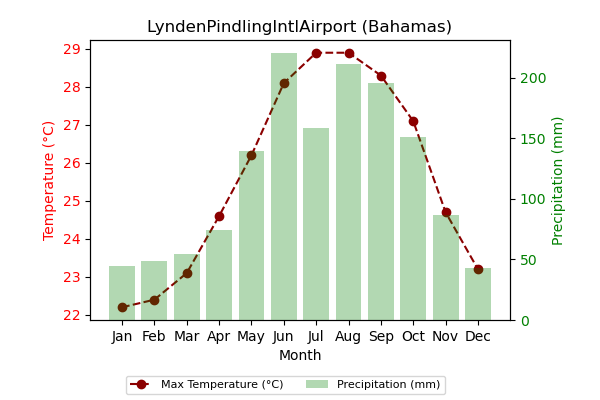 LyndenPindlingIntlAirport (Bahamas)
29
28
27
26
25
24
23
22
Temperature (°C)
200
150
100
50
0
Precipitation (mm)
Jan Feb Mar Apr May Jun Jul Aug Sep Oct Nov Dec
Month
Max Temperature (°C) Precipitation (mm)